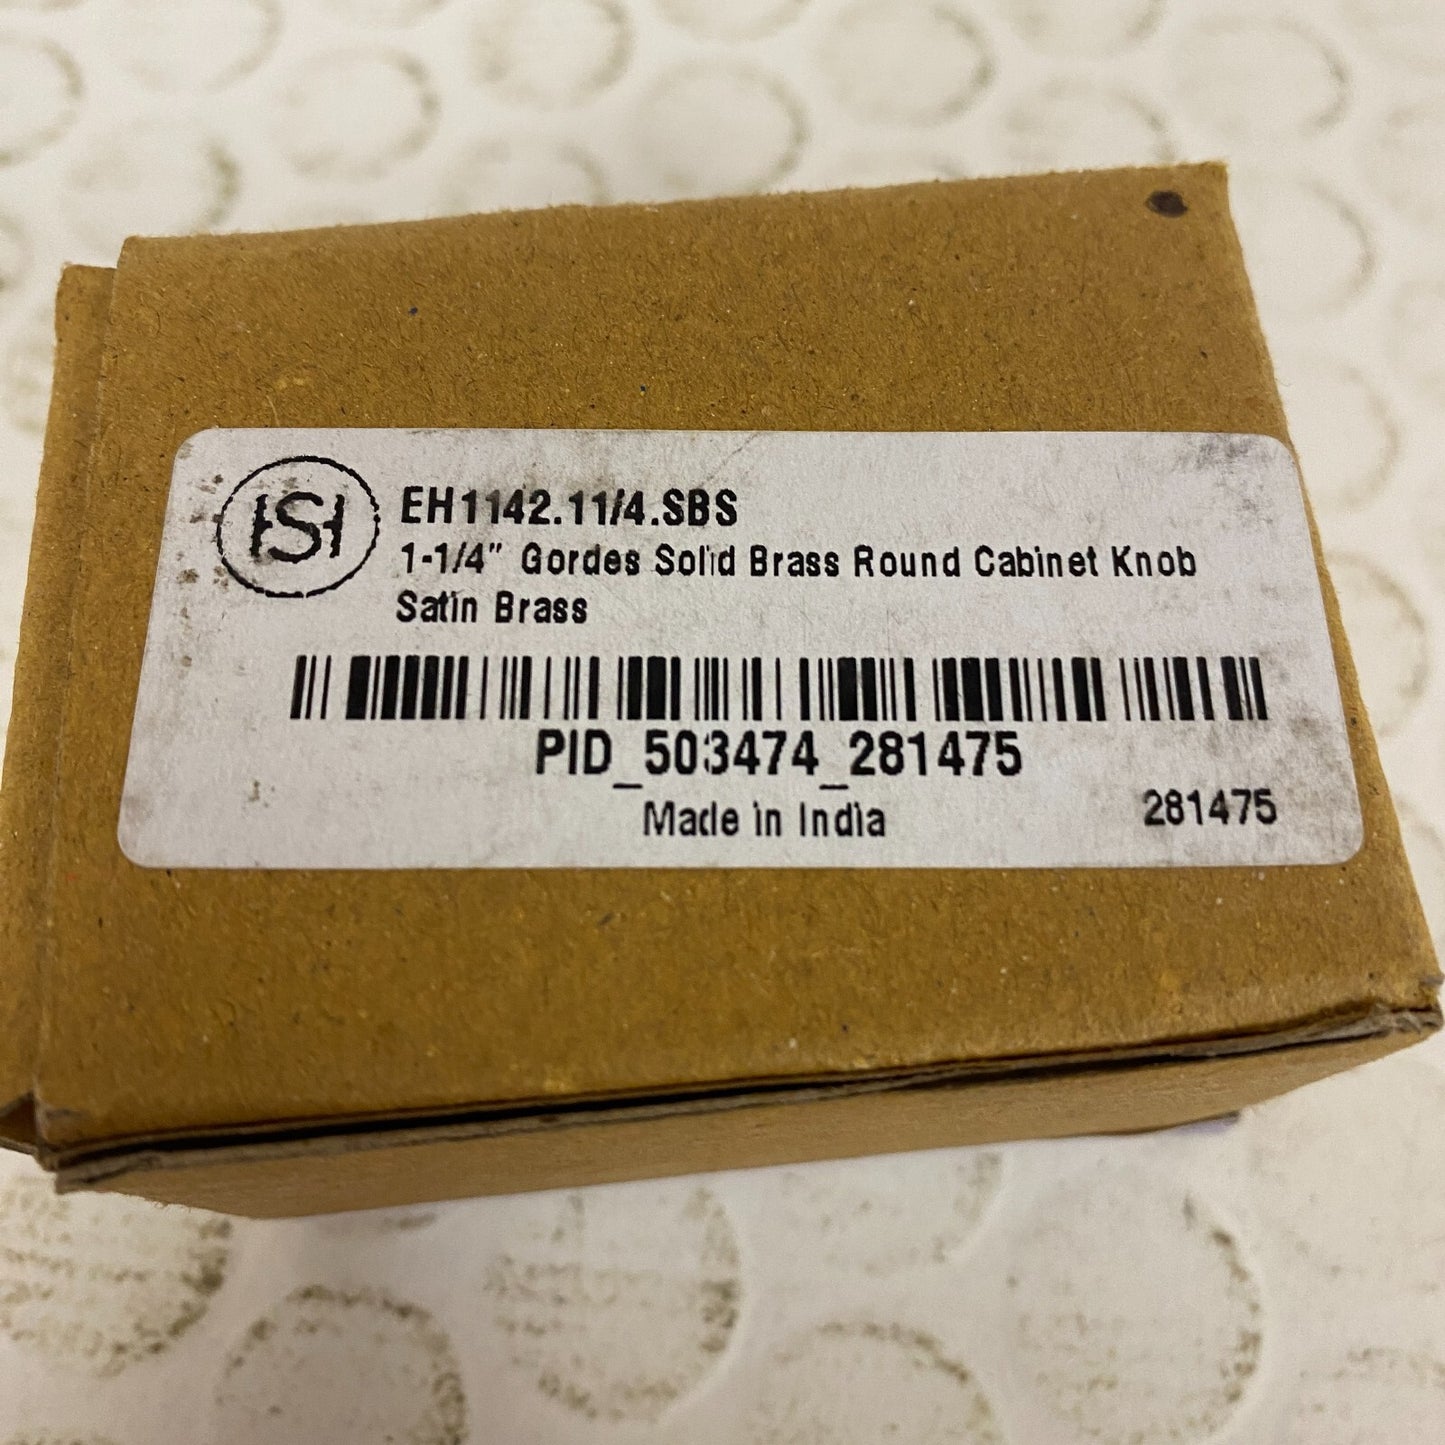 HSH
EH1142.11/4.SBS
1-1/4" Gordes Solid Brass Round Cabinet Knob
Satin Brass
PID_503474_281475
Made in India
281475